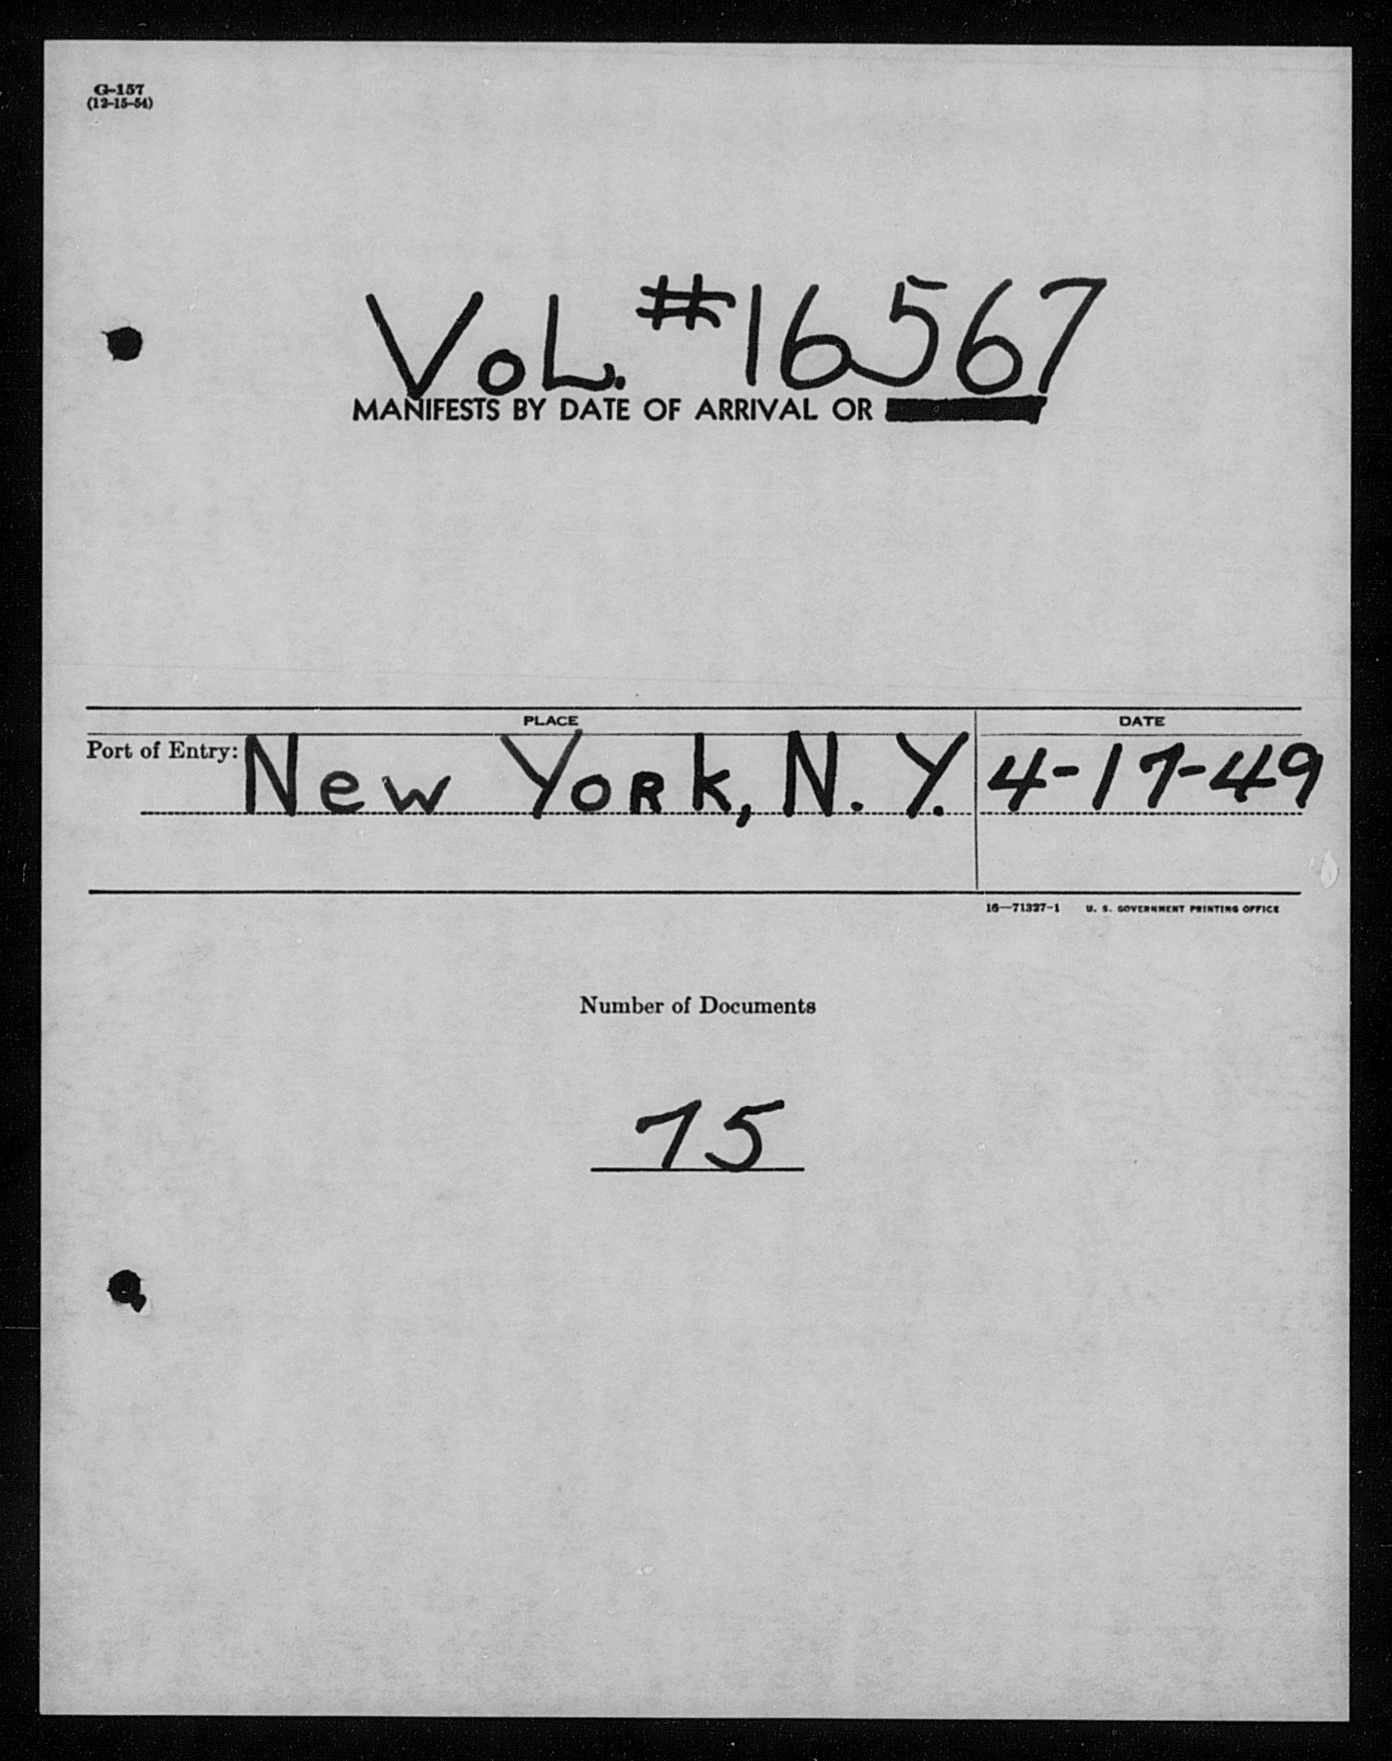 G-157
(12-15-54)
VoL. #16567
MANIFESTS BY DATE OF ARRIVAL OR
PLACE
DATE
Port of Entry: New York, N. Y. 4-17-49
16—71327-1 U. S. GOVERNMENT PRINTING OFFICE
Number of Documents
75